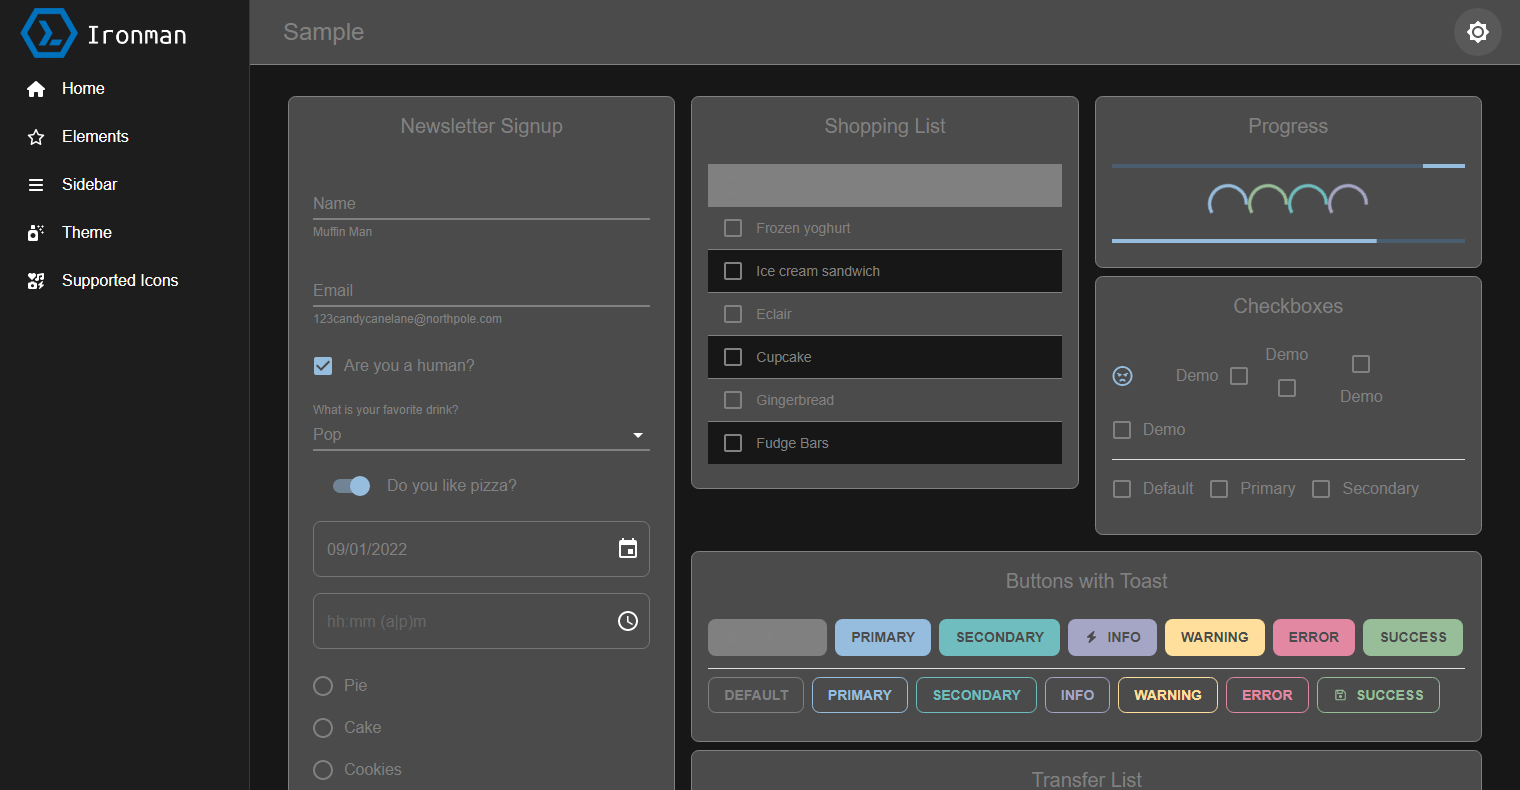 Ironman
Home
Elements
Sidebar
Theme
Supported Icons
Sample
Newsletter Signup
Name
Muffin Man
Email
123candycanelane@northpole.com
Are you a human?
What is your favorite drink?
Pop
Do you like pizza?
09/01/2022
hh:mm (a|p)m
Pie
Cake
Cookies
Shopping List
Frozen yoghurt
Ice cream sandwich
Eclair
Cupcake
Gingerbread
Fudge Bars
Progress
Checkboxes
Demo
Demo
Demo
Demo
Default Primary Secondary
Buttons with Toast
PRIMARY SECONDARY INFO WARNING ERROR SUCCESS
DEFAULT PRIMARY SECONDARY INFO WARNING ERROR SUCCESS
Transfer List